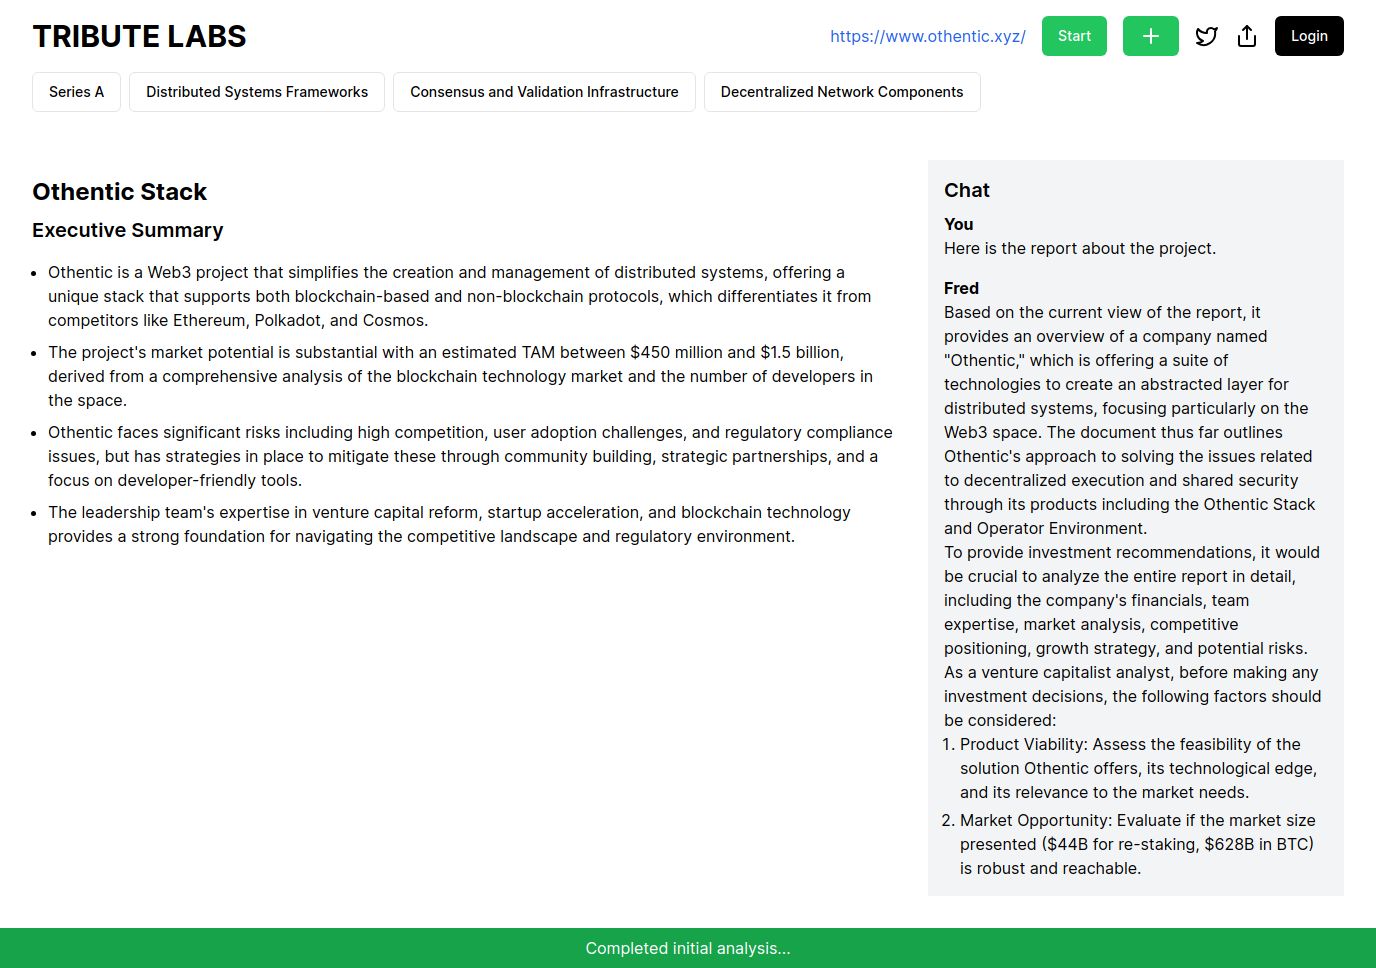 TRIBUTE LABS
https://www.othentic.xyz/
Start
+
Login
Series A
Distributed Systems Frameworks
Consensus and Validation Infrastructure
Decentralized Network Components
Othentic Stack
Executive Summary
• Othentic is a Web3 project that simplifies the creation and management of distributed systems, offering a
unique stack that supports both blockchain-based and non-blockchain protocols, which differentiates it from
competitors like Ethereum, Polkadot, and Cosmos.
• The project's market potential is substantial with an estimated TAM between $450 million and $1.5 billion,
derived from a comprehensive analysis of the blockchain technology market and the number of developers in
the space.
• Othentic faces significant risks including high competition, user adoption challenges, and regulatory compliance
issues, but has strategies in place to mitigate these through community building, strategic partnerships, and a
focus on developer-friendly tools.
• The leadership team's expertise in venture capital reform, startup acceleration, and blockchain technology
provides a strong foundation for navigating the competitive landscape and regulatory environment.
Chat
You
Here is the report about the project.
Fred
Based on the current view of the report, it
provides an overview of a company named
"Othentic," which is offering a suite of
technologies to create an abstracted layer for
distributed systems, focusing particularly on the
Web3 space. The document thus far outlines
Othentic's approach to solving the issues related
to decentralized execution and shared security
through its products including the Othentic Stack
and Operator Environment.
To provide investment recommendations, it would
be crucial to analyze the entire report in detail,
including the company's financials, team
expertise, market analysis, competitive
positioning, growth strategy, and potential risks.
As a venture capitalist analyst, before making any
investment decisions, the following factors should
be considered:
1. Product Viability: Assess the feasibility of the
solution Othentic offers, its technological edge,
and its relevance to the market needs.
2. Market Opportunity: Evaluate if the market size
presented ($44B for re-staking, $628B in BTC)
is robust and reachable.
Completed initial analysis...